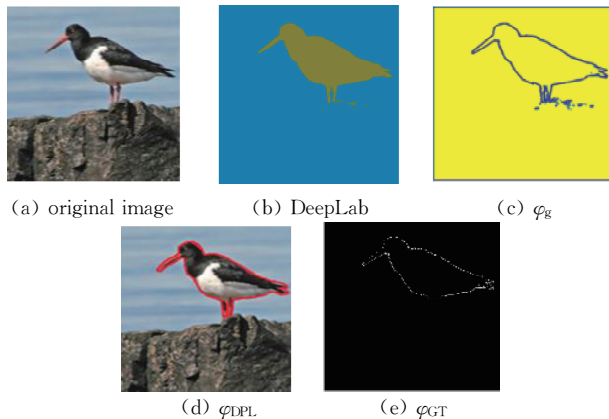 (a) original image
(b) DeepLab
(c) φg
(d) φDPL
(e) φGT